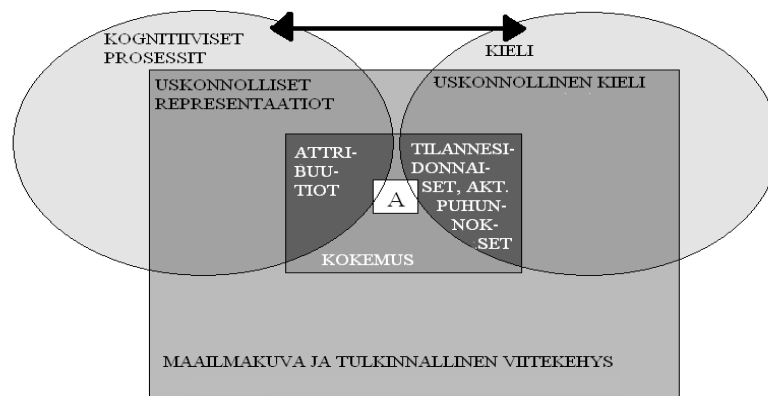 KOGNITIIVISET
PROSESSIT
KIELI
USKONNOLLISET
REPRESENTAATIOT
USKONNOLLINEN KIELI
ATTRI-
BUU-
TIOT
TILANNESI-
DONNAI-
SET, AKT.
PUHUN-
NOK-
SET
A
KOKEMUS
MAAILMAKUVA JA TULKINNALLINEN VIITEKEHYS